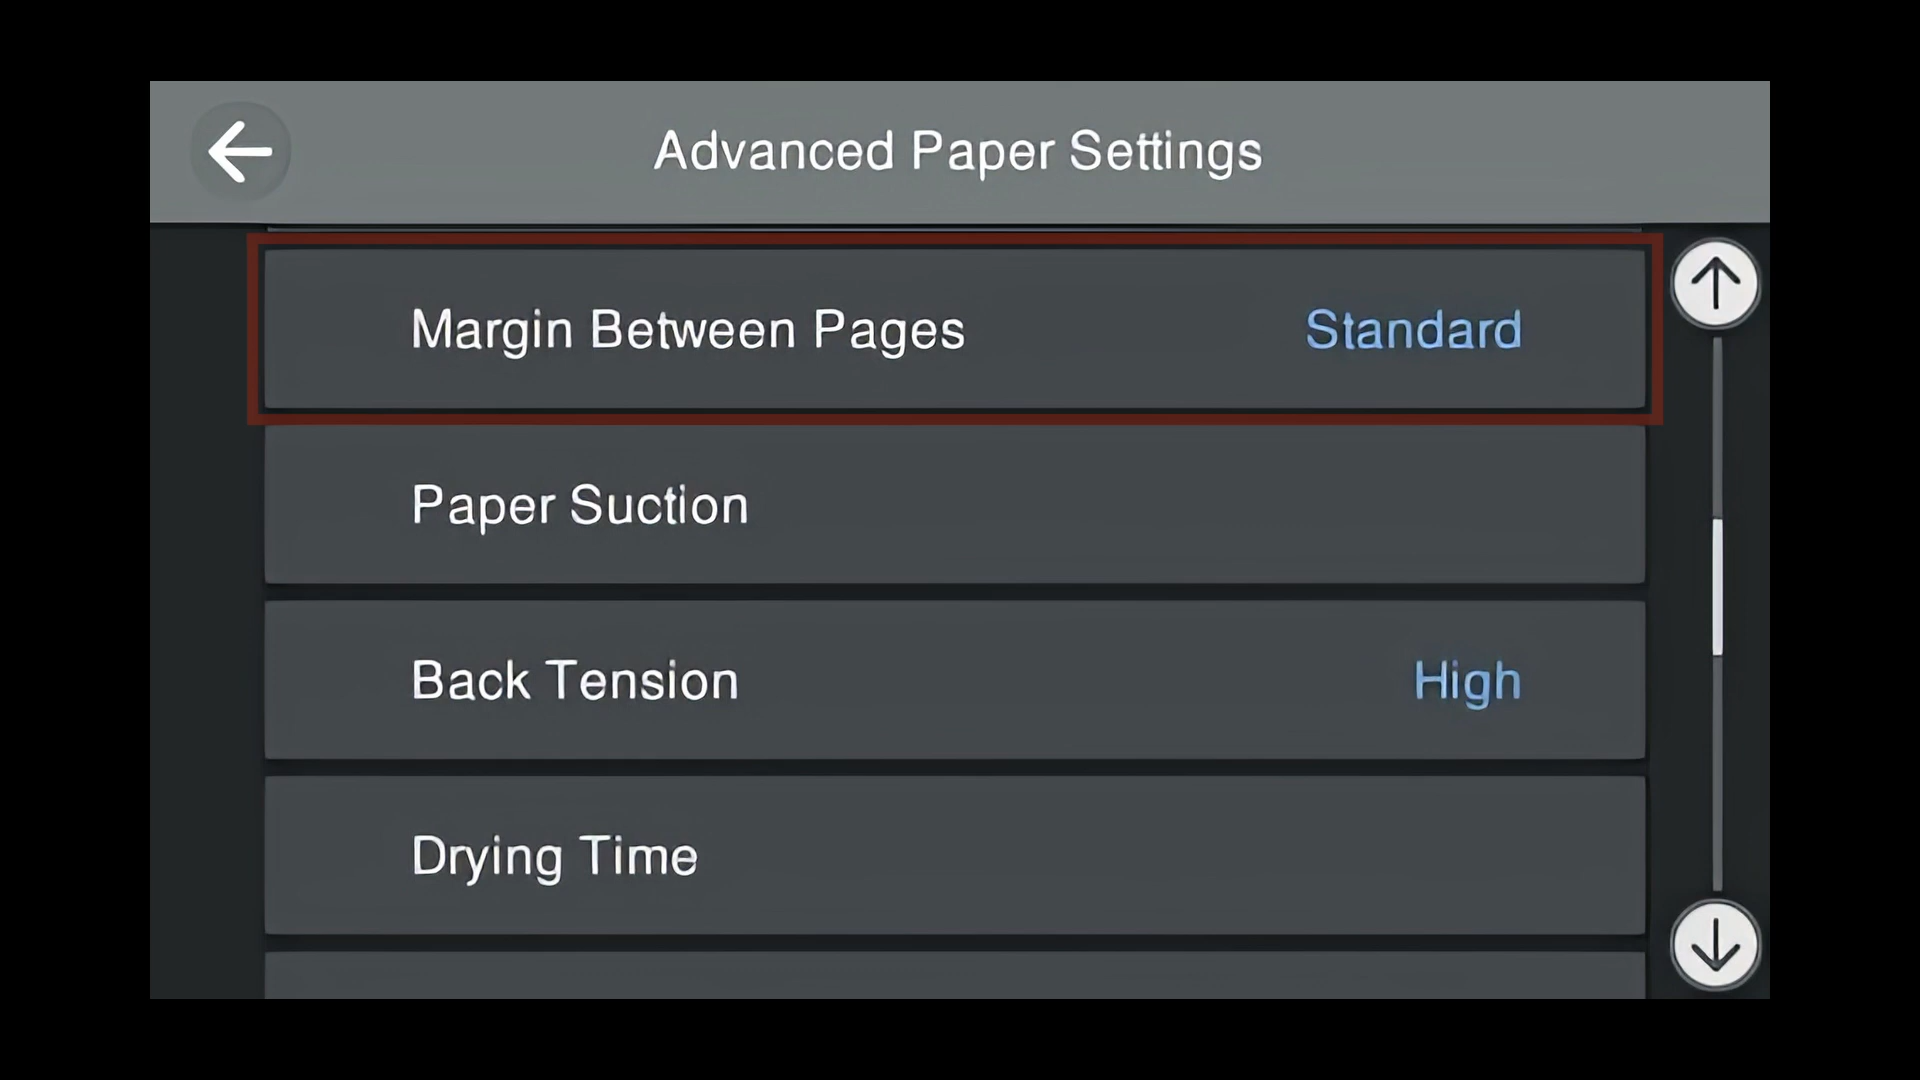 Advanced Paper Settings
Margin Between Pages Standard
Paper Suction
Back Tension High
Drying Time